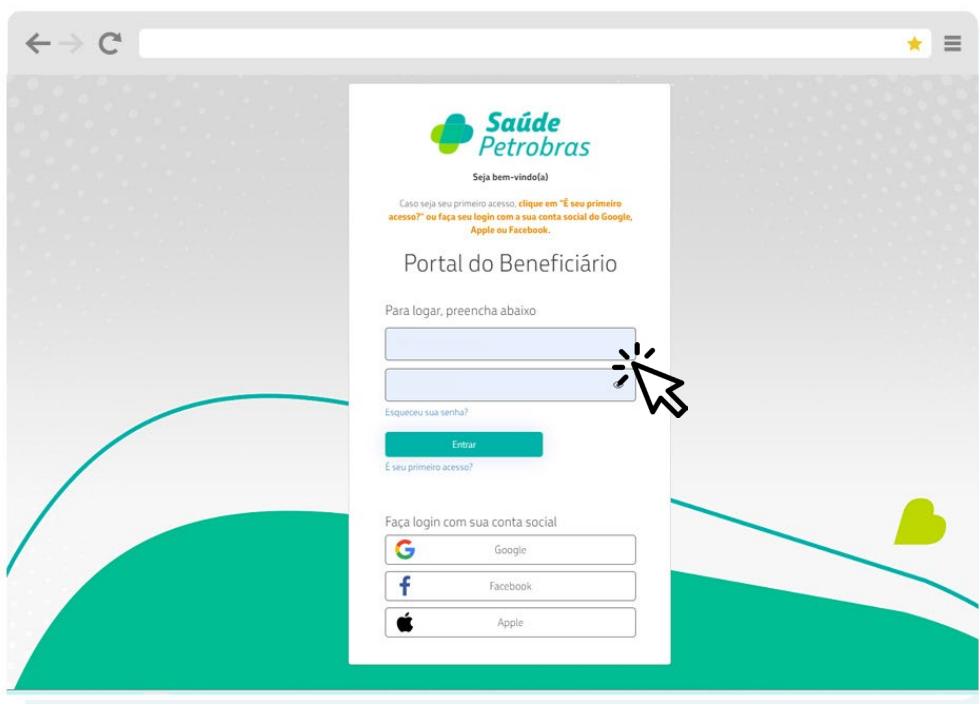 Saúde
Petrobras
Seja bem-vindo(a)
Caso seja seu primeiro acesso, clique em "É seu primeiro
acesso?" ou faça seu login com a sua conta social do Google,
Apple ou Facebook.
Portal do Beneficiário
Para logar, preencha abaixo
Esqueceu sua senha?
Entrar
É seu primeiro acesso?
Faça login com sua conta social
Google
Facebook
Apple